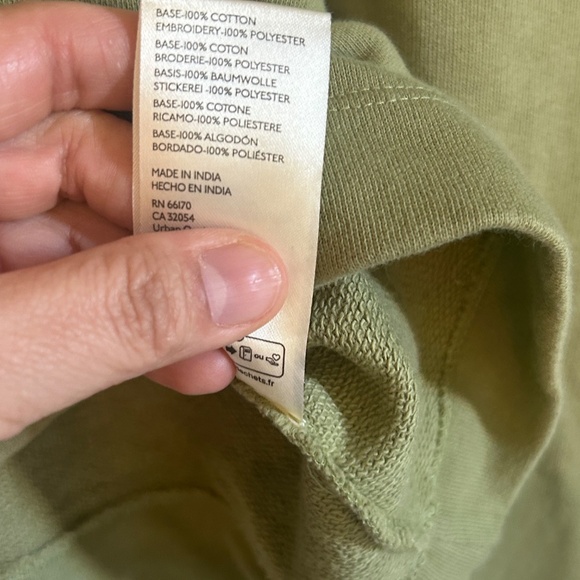 BASE-100% COTTON
EMBROIDERY-100% POLYESTER
BASE-100% COTON
BRODERIE-100% POLYESTER
BASIS-100% BAUMWOLLE
STICKEREI -100% POLYESTER
BASE-100% COTONE
RICAMO-100% POLIESTERE
BASE-100% ALGODÓN
BORDADO-100% POLIÉSTER
MADE IN INDIA
HECHO EN INDIA
RN 66170
CA 32054
Urban
ou